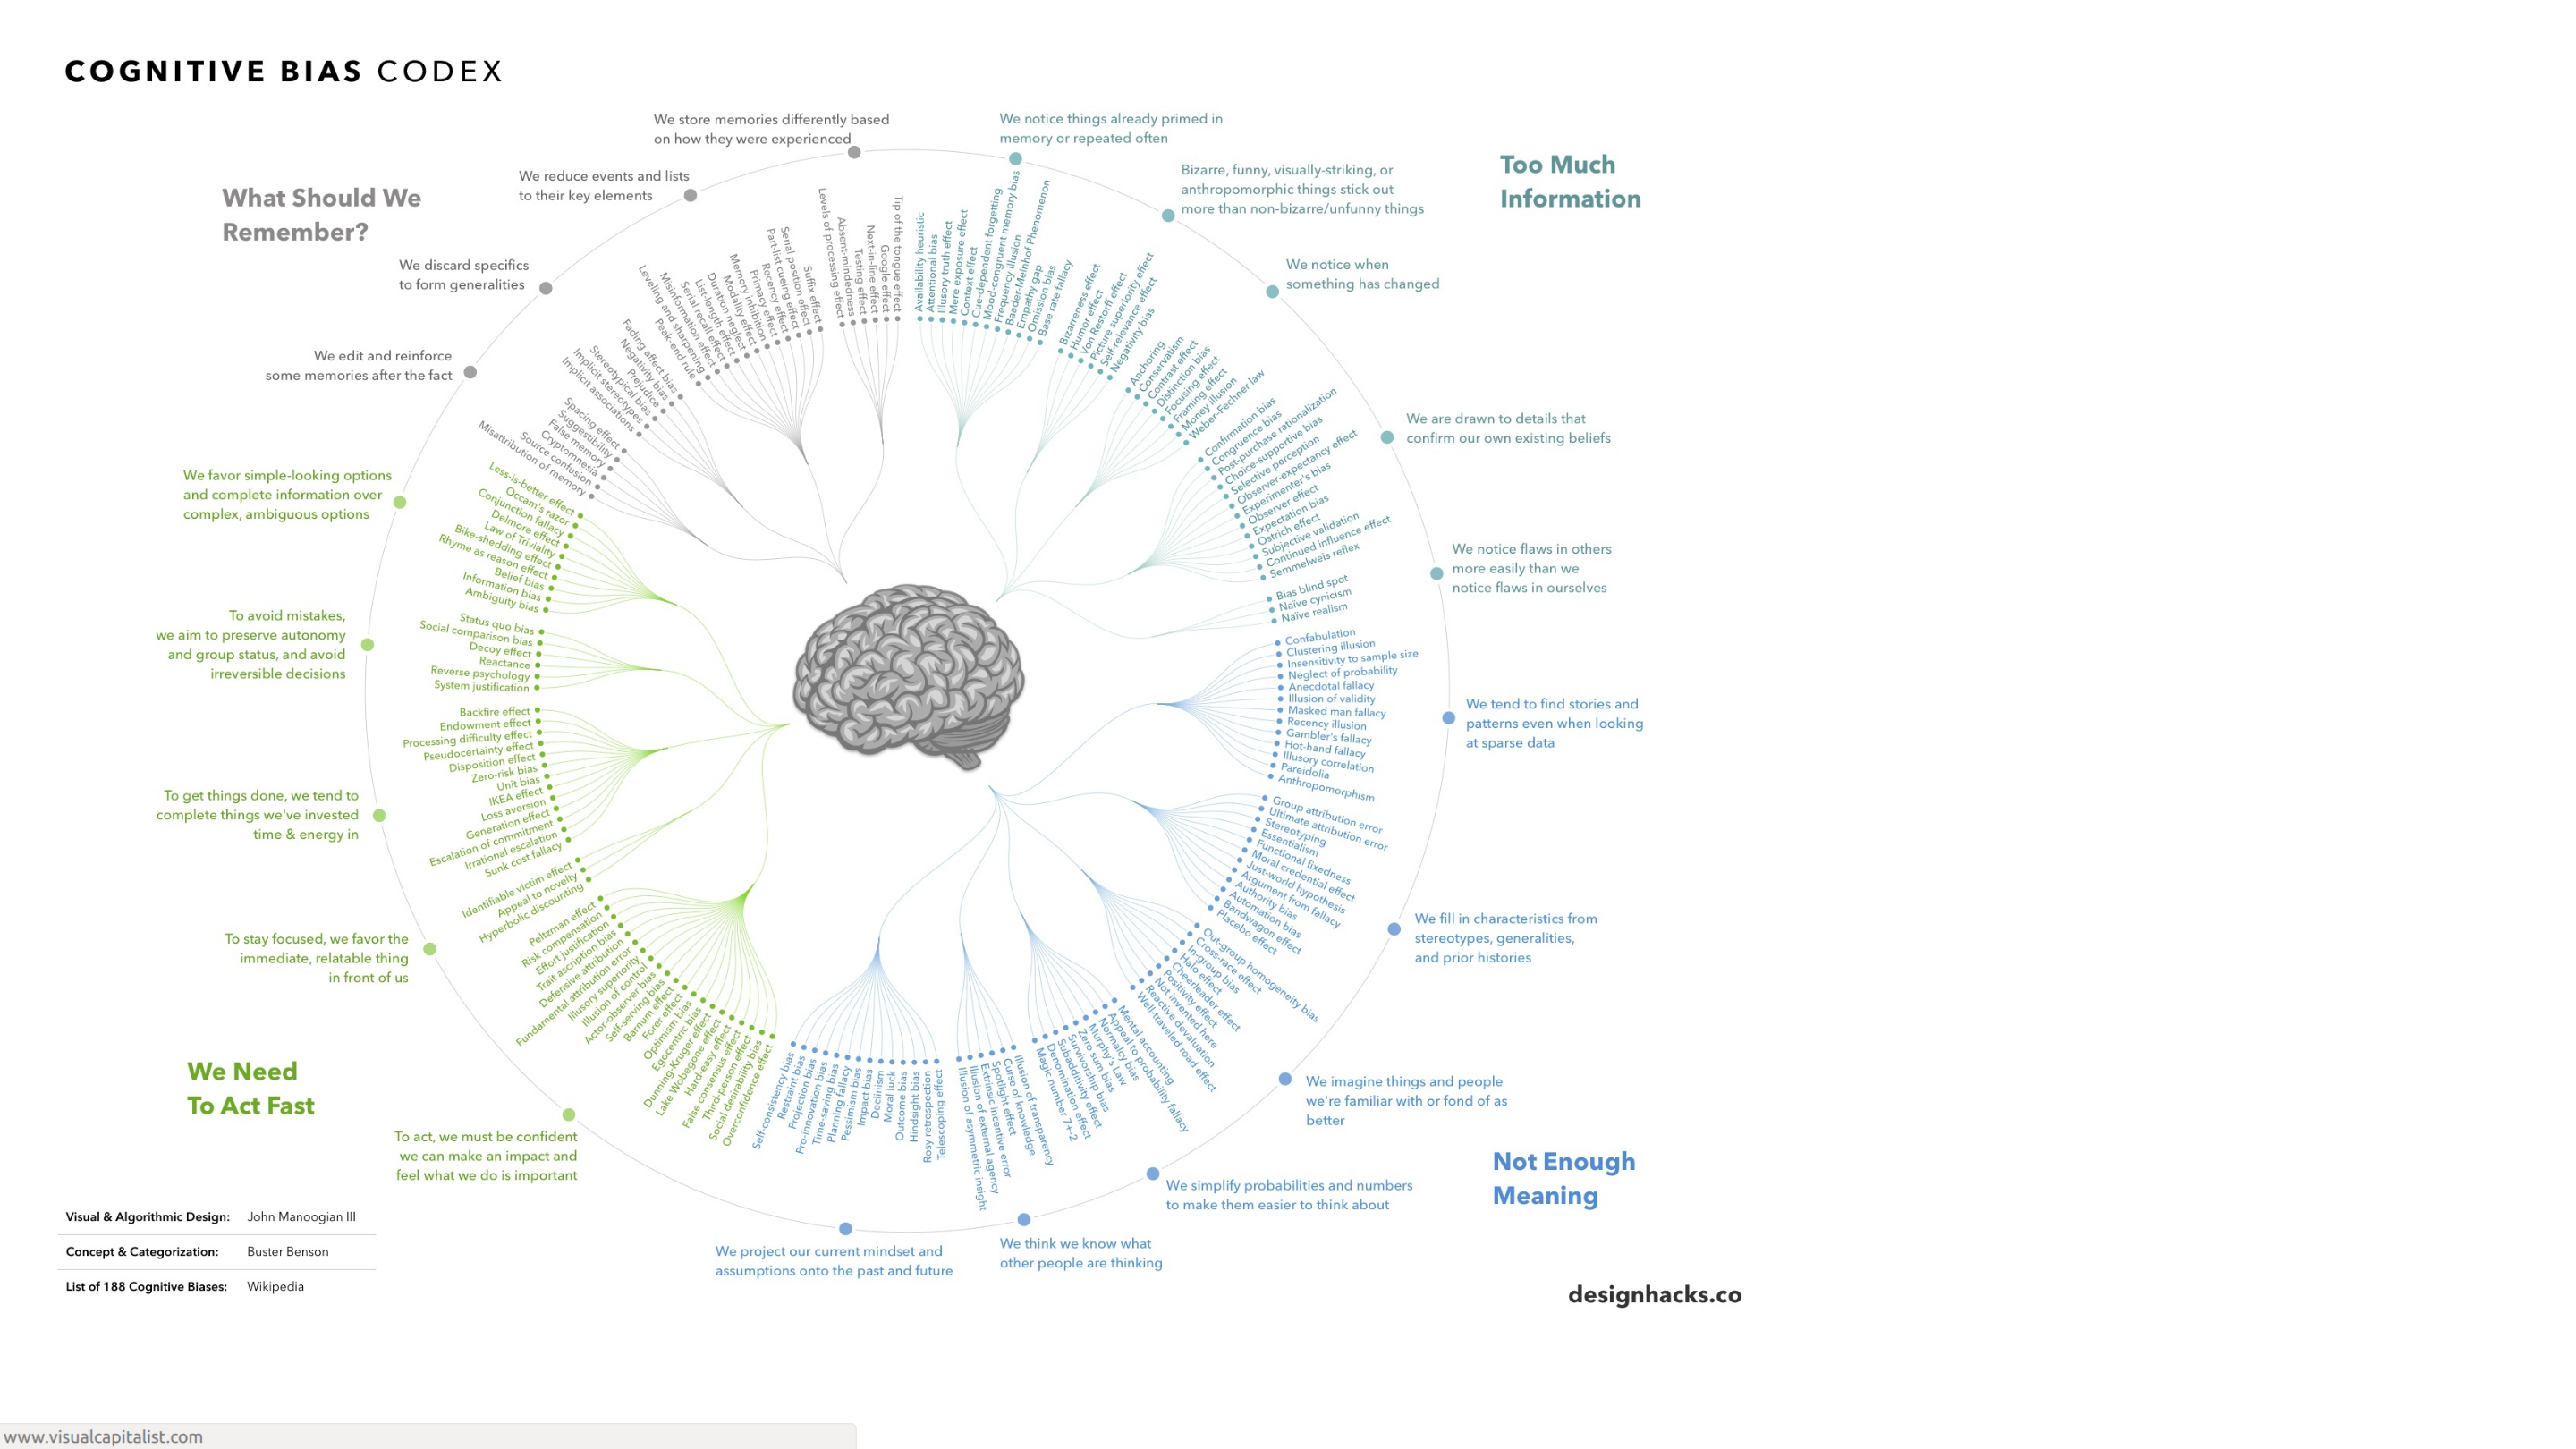 COGNITIVE BIAS CODEX
What Should We
Remember?
We store memories differently based
on how they were experienced
We reduce events and lists
to their key elements
We discard specifics
to form generalities
We edit and reinforce
some memories after the fact
Tip of the tongue effect
Google effect
Next-in-line effect
Testing effect
Absent-mindedness
Levels of processing effect
Suffix effect
Serial position effect
Part-list cueing effect
Recency effect
Primacy effect
Memory inhibition
Modality effect
Duration neglect
List-length effect
Serial recall effect
Misinformation effect
Leveling and sharpening
Peak-end rule
Fading affect bias
Negativity bias
Prejudice
Stereotypical bias
Implicit stereotypes
Implicit associations
Spacing effect
Suggestibility
False memory
Cryptomnesia
Source confusion
Misattribution of memory
Too Much
Information
We notice things already primed in
memory or repeated often
Bizarre, funny, visually-striking, or
anthropomorphic things stick out
more than non-bizarre/unfunny things
We notice when
something has changed
We are drawn to details that
confirm our own existing beliefs
We notice flaws in others
more easily than we
notice flaws in ourselves
Availability heuristic
Attentional bias
Illusory truth effect
Mere exposure effect
Context effect
Cue-dependent forgetting
Mood-congruent memory bias
Frequency illusion
Baader-Meinhof Phenomenon
Empathy gap
Omission bias
Base rate fallacy
Bizarreness effect
Humor effect
Von Restorff effect
Picture superiority effect
Self-relevance effect
Negativity bias
Anchoring
Conservatism
Contrast effect
Distinction bias
Focusing effect
Framing effect
Money illusion
Weber-Fechner law
Confirmation bias
Congruence bias
Post-purchase rationalization
Choice-supportive bias
Selective perception
Observer-expectancy effect
Experimenter's bias
Observer effect
Expectation bias
Ostrich effect
Subjective validation
Continued influence effect
Semmelweis reflex
Bias blind spot
Naïve cynicism
Naïve realism
We tend to find stories and
patterns even when looking
at sparse data
We fill in characteristics from
stereotypes, generalities,
and prior histories
We imagine things and people
we're familiar with or fond of as
better
We simplify probabilities and numbers
to make them easier to think about
We think we know what
other people are thinking
We project our current mindset and
assumptions onto the past and future
Not Enough
Meaning
Confabulation
Clustering illusion
Insensitivity to sample size
Neglect of probability
Anecdotal fallacy
Illusion of validity
Masked man fallacy
Recency illusion
Gambler's fallacy
Hot-hand fallacy
Illusory correlation
Pareidolia
Anthropomorphism
Group attribution error
Ultimate attribution error
Stereotyping
Essentialism
Functional fixedness
Moral credential effect
Just-world hypothesis
Argument from fallacy
Authority bias
Automation bias
Bandwagon effect
Placebo effect
Out-group homogeneity bias
Cross-race effect
In-group bias
Halo effect
Cheerleader effect
Positivity effect
Not invented here
Reactive devaluation
Well-traveled road effect
Mental accounting
Appeal to probability fallacy
Normalcy bias
Murphy's Law
Zero sum bias
Survivorship bias
Subadditivity effect
Denomination effect
Magic number 7+-2
Illusion of transparency
Curse of knowledge
Spotlight effect
Extrinsic incentive error
Illusion of external agency
Illusion of asymmetric insight
Telescoping effect
Rosy retrospection
Hindsight bias
Outcome bias
Moral luck
Declinism
Impact bias
Pessimism bias
Planning fallacy
Time-saving bias
Pro-innovation bias
Projection bias
Restraint bias
Self-consistency bias
We favor simple-looking options
and complete information over
complex, ambiguous options
To avoid mistakes,
we aim to preserve autonomy
and group status, and avoid
irreversible decisions
To get things done, we tend to
complete things we've invested
time & energy in
To stay focused, we favor the
immediate, relatable thing
in front of us
To act, we must be confident
we can make an impact and
feel what we do is important
We Need
To Act Fast
Less-is-better effect
Occam's razor
Conjunction fallacy
Delmore effect
Law of Triviality
Bike-shedding effect
Rhyme as reason effect
Belief bias
Information bias
Ambiguity bias
Status quo bias
Social comparison bias
Decoy effect
Reactance
Reverse psychology
System justification
Backfire effect
Endowment effect
Processing difficulty effect
Pseudocertainty effect
Disposition effect
Zero-risk bias
Unit bias
IKEA effect
Loss aversion
Generation effect
Escalation of commitment
Irrational escalation
Sunk cost fallacy
Identifiable victim effect
Appeal to novelty
Hyperbolic discounting
Peltzman effect
Risk compensation
Effort justification
Trait ascription bias
Defensive attribution
Fundamental attribution error
Illusory superiority
Illusion of control
Actor-observer bias
Self-serving bias
Barnum effect
Forer effect
Optimism bias
Egocentric bias
Dunning-Kruger effect
Lake Wobegone effect
Hard-easy effect
False consensus effect
Third-person effect
Social desirability bias
Overconfidence effect
Visual & Algorithmic Design: John Manoogian III
Concept & Categorization: Buster Benson
List of 188 Cognitive Biases: Wikipedia
designhacks.co
www.visualcapitalist.com